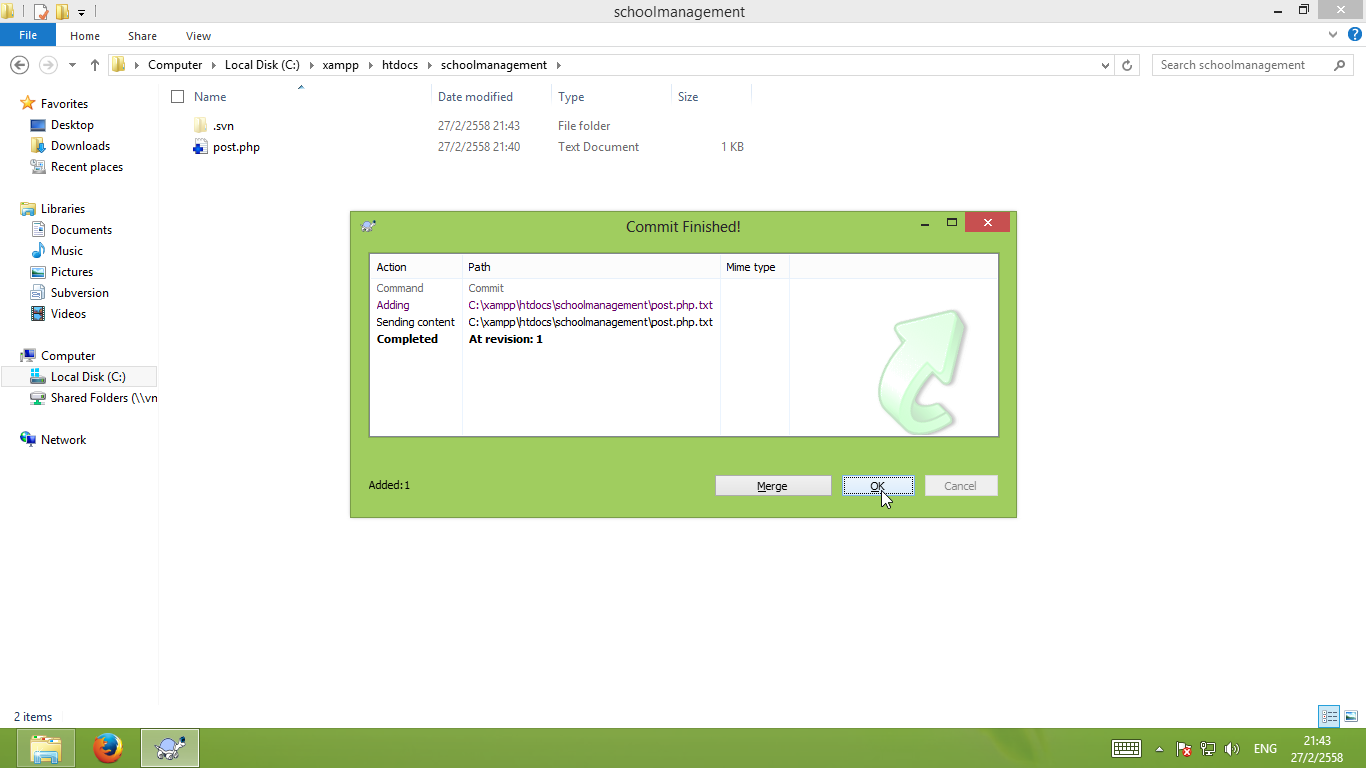 schoolmanagement
File Home Share View
Computer Local Disk (C:) xampp htdocs schoolmanagement
Search schoolmanagement
Name Date modified Type Size
.svn 27/2/2558 21:43 File folder
post.php 27/2/2558 21:40 Text Document 1 KB
Favorites
Desktop
Downloads
Recent places
Libraries
Documents
Music
Pictures
Subversion
Videos
Computer
Local Disk (C:)
Shared Folders (\\vn
Network
Commit Finished!
Action Path Mime type
Command Commit
Adding C:\xampp\htdocs\schoolmanagement\post.php.txt
Sending content C:\xampp\htdocs\schoolmanagement\post.php.txt
Completed At revision: 1
Added:1
Merge OK Cancel
2 items
ENG
21:43
27/2/2558